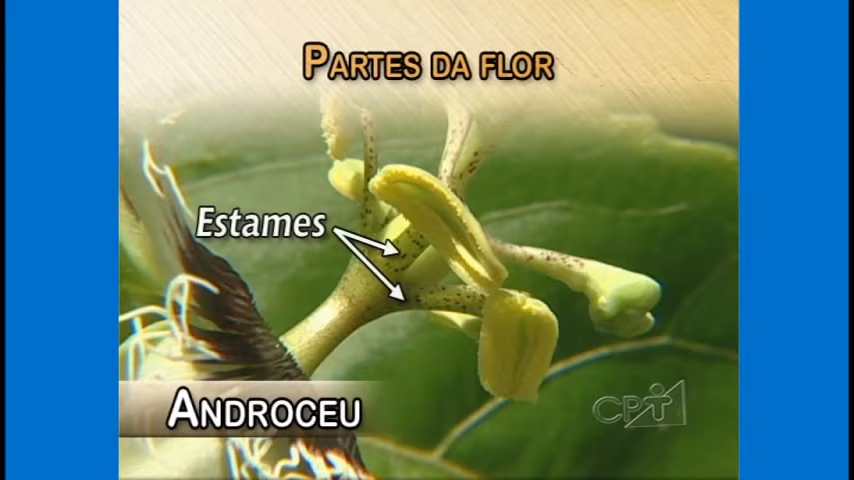 PARTES DA FLOR
Estames
ANDROCEU
CPT